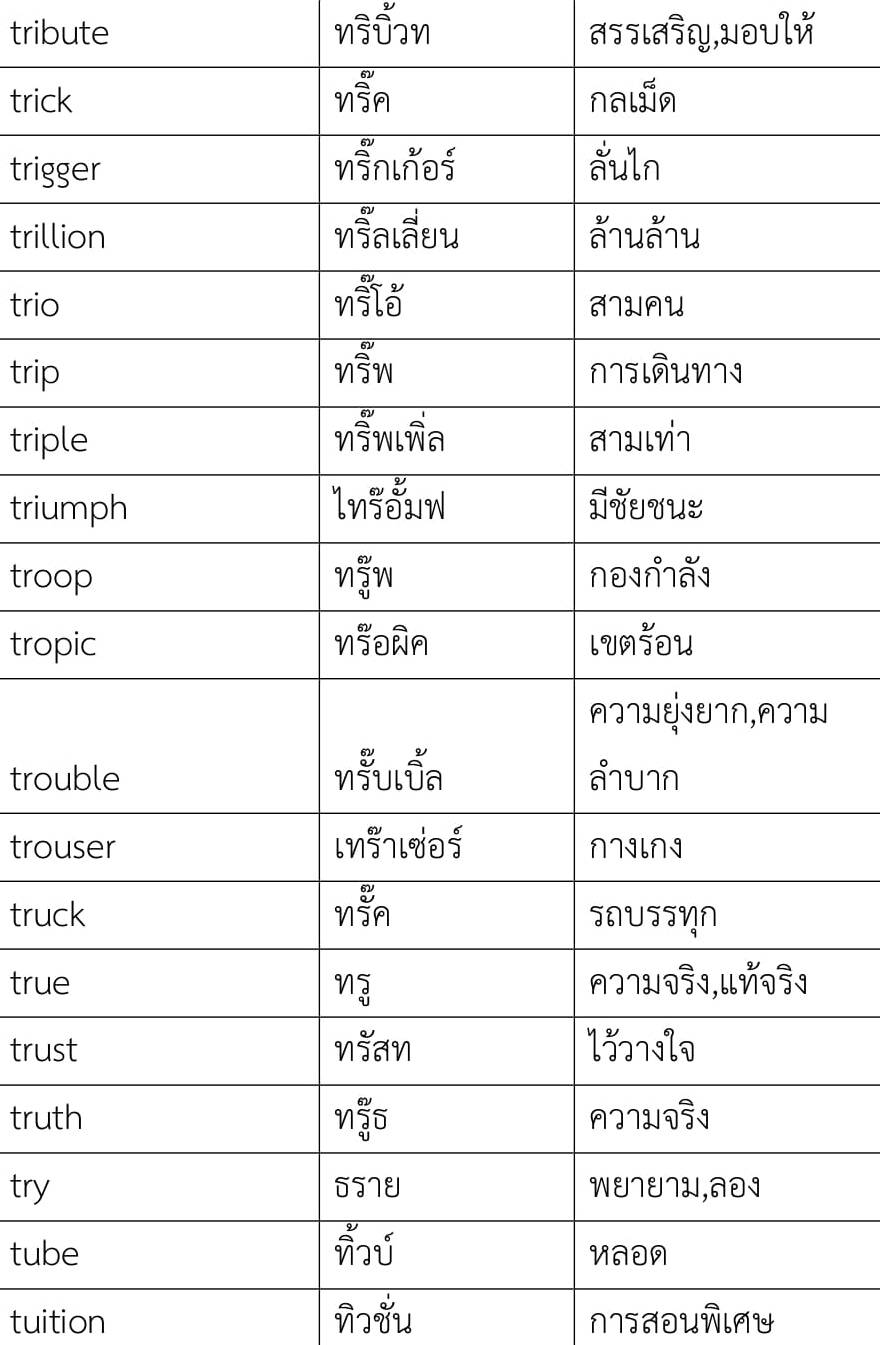 tribute ทริบิ้วท สรรเสริญ,มอบให้
trick ทริ๊ค กลเม็ด
trigger ทริ๊กเก้อร์ ลั่นไก
trillion ทริ๊ลเลี่ยน ล้านล้าน
trio ทริ๊โอ้ สามคน
trip ทริ๊พ การเดินทาง
triple ทริ๊พเพิ่ล สามเท่า
triumph ไทร๊อั้มฟ มีชัยชนะ
troop ทรู๊พ กองกำลัง
tropic ทร๊อผิค เขตร้อน
ความยุ่งยาก,ความ
trouble ทรั๊บเบิ้ล ลำบาก
trouser เทร๊าเซ่อร์ กางเกง
truck ทรั๊ค รถบรรทุก
true ทรู ความจริง,แท้จริง
trust ทรัสท ไว้วางใจ
truth ทรู๊ธ ความจริง
try ธราย พยายาม,ลอง
tube ทิ้วบ์ หลอด
tuition ทิวชั่น การสอนพิเศษ